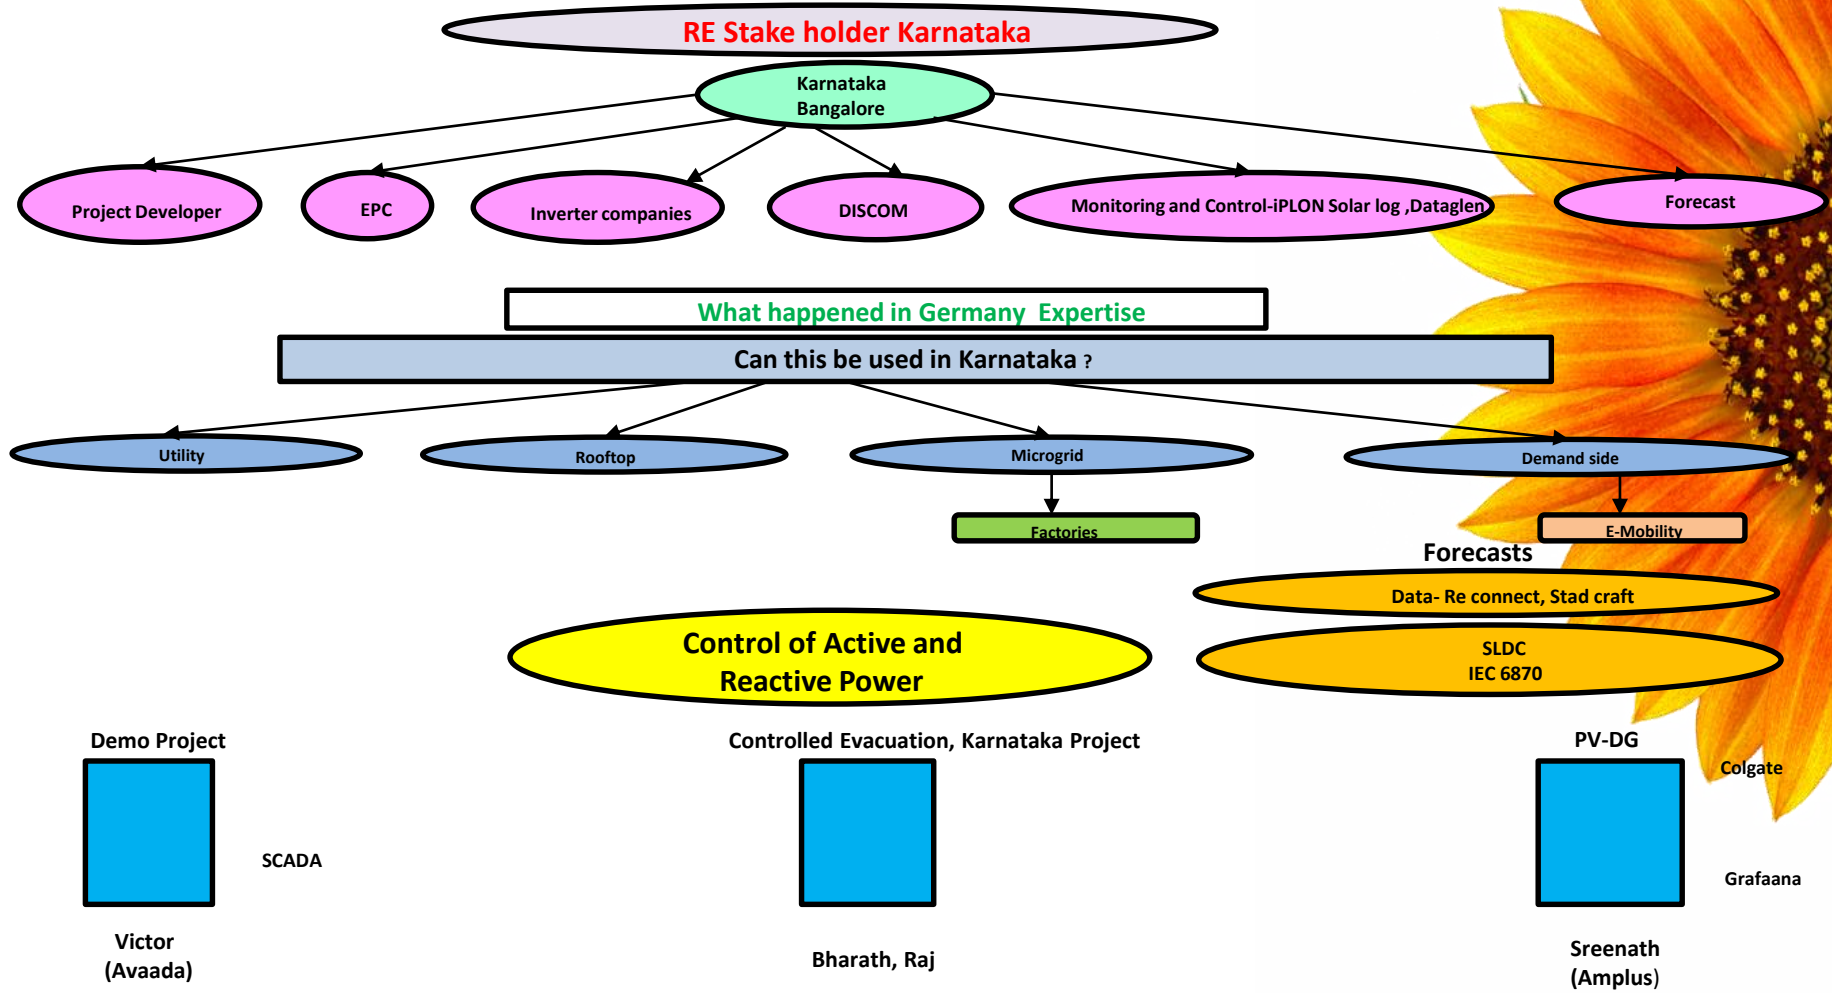 RE Stake holder Karnataka
Karnataka
Bangalore
Project Developer
EPC
Inverter companies
DISCOM
Monitoring and Control-iPLON Solar log ,Dataglen
Forecast
What happened in Germany  Expertise
Can this be used in Karnataka ?
Utility
Rooftop
Microgrid
Demand side
Factories
E-Mobility
Forecasts
Data- Re connect, Stad craft
Control of Active and
Reactive Power
SLDC
IEC 6870
Demo Project
Controlled Evacuation, Karnataka Project
PV-DG
Colgate
SCADA
Grafaana
Victor
(Avaada)
Bharath, Raj
Sreenath
(Amplus)